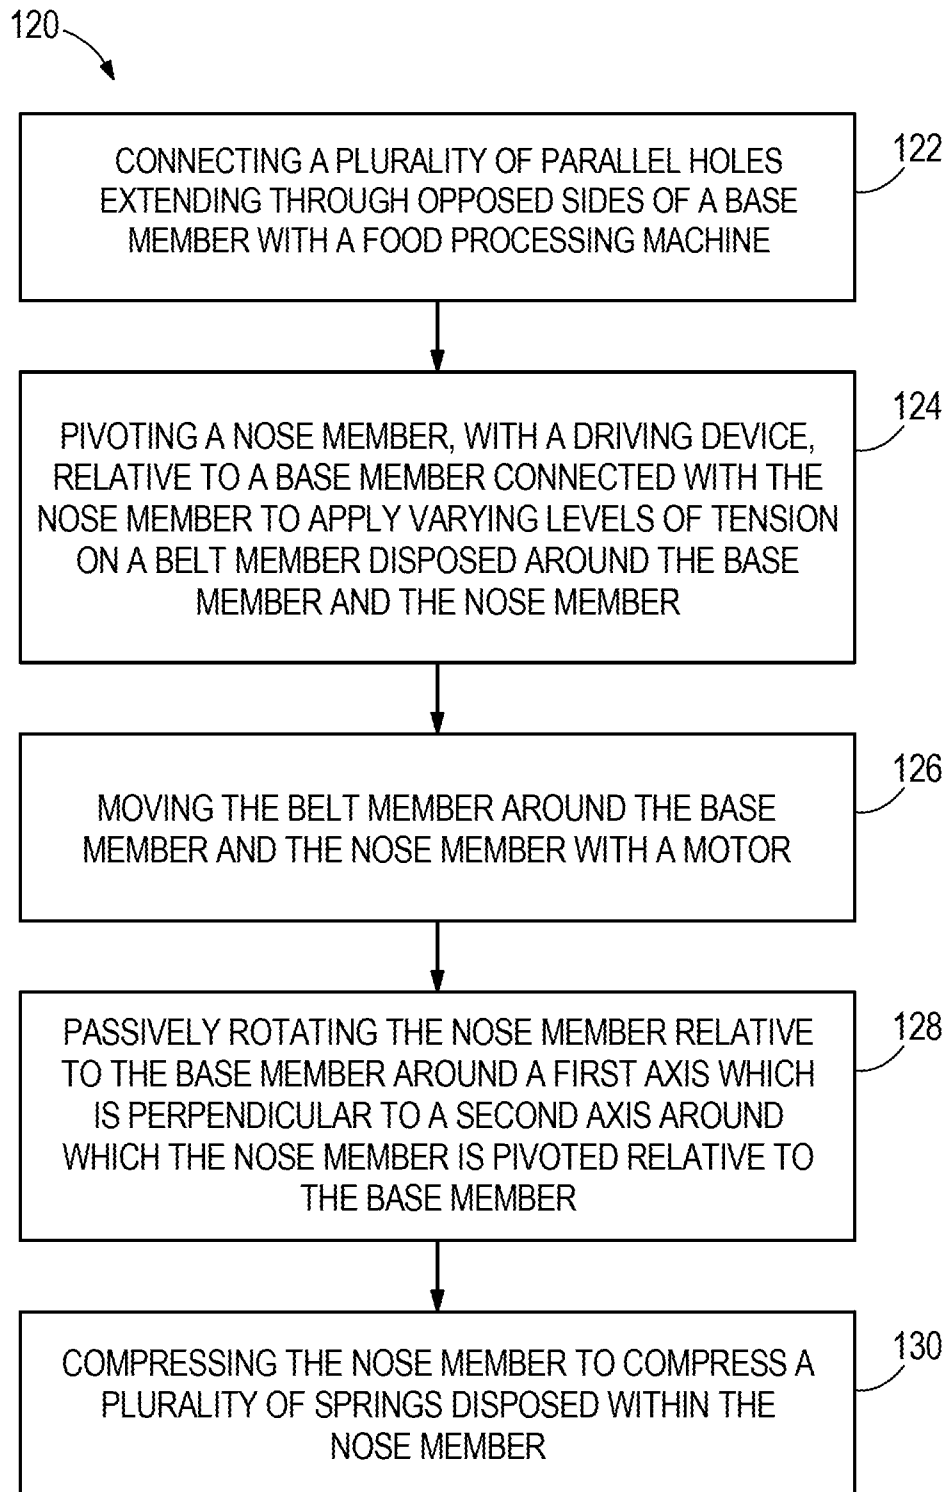 120
CONNECTING A PLURALITY OF PARALLEL HOLES
EXTENDING THROUGH OPPOSED SIDES OF A BASE
MEMBER WITH A FOOD PROCESSING MACHINE
122
PIVOTING A NOSE MEMBER, WITH A DRIVING DEVICE,
RELATIVE TO A BASE MEMBER CONNECTED WITH THE
NOSE MEMBER TO APPLY VARYING LEVELS OF TENSION
ON A BELT MEMBER DISPOSED AROUND THE BASE
MEMBER AND THE NOSE MEMBER
124
MOVING THE BELT MEMBER AROUND THE BASE
MEMBER AND THE NOSE MEMBER WITH A MOTOR
126
PASSIVELY ROTATING THE NOSE MEMBER RELATIVE
TO THE BASE MEMBER AROUND A FIRST AXIS WHICH
IS PERPENDICULAR TO A SECOND AXIS AROUND
WHICH THE NOSE MEMBER IS PIVOTED RELATIVE TO
THE BASE MEMBER
128
COMPRESSING THE NOSE MEMBER TO COMPRESS A
PLURALITY OF SPRINGS DISPOSED WITHIN THE
NOSE MEMBER
130